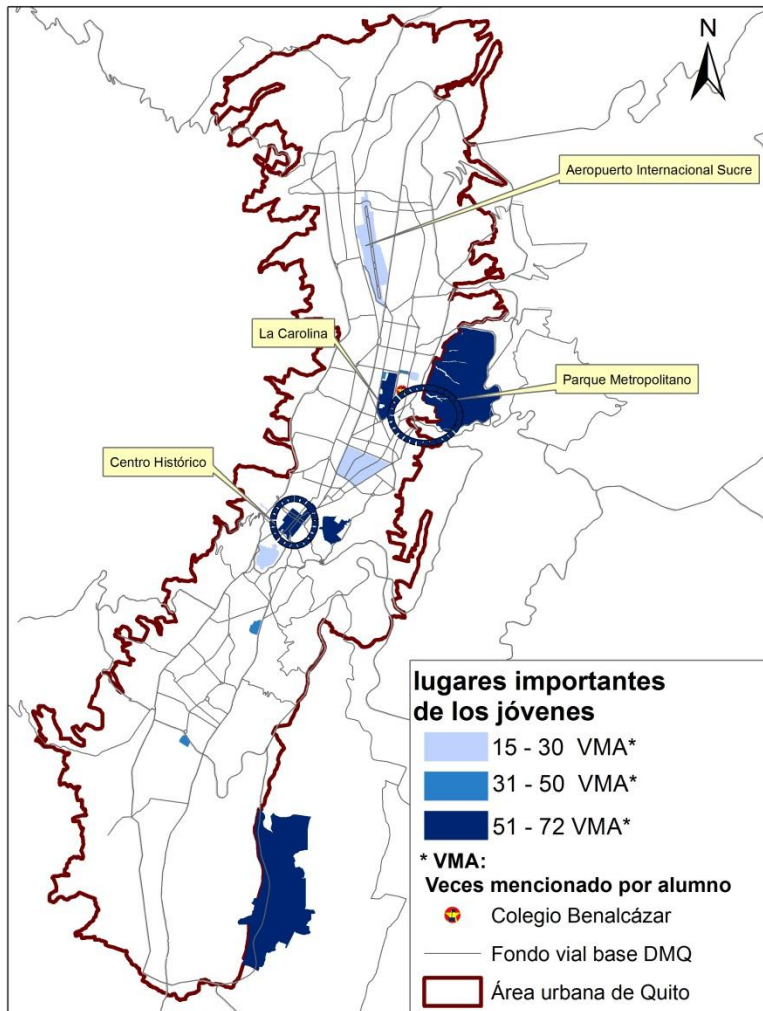 N
Aeropuerto Internacional Sucre
La Carolina
Parque Metropolitano
Centro Histórico
lugares importantes
de los jóvenes
15 - 30 VMA*
31 - 50 VMA*
51 - 72 VMA*
* VMA:
Veces mencionado por alumno
Colegio Benalcázar
Fondo vial base DMQ
Área urbana de Quito